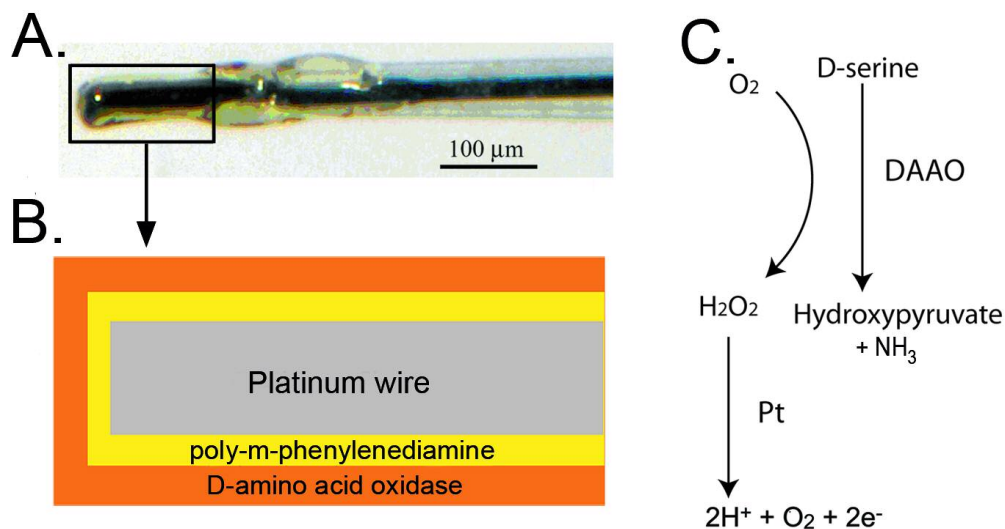 A.
100 µm
B.
Platinum wire
poly-m-phenylenediamine
D-amino acid oxidase
C.
O₂
D-serine
DAAO
H₂O₂
Hydroxypyruvate
+ NH₃
Pt
2H⁺ + O₂ + 2e⁻